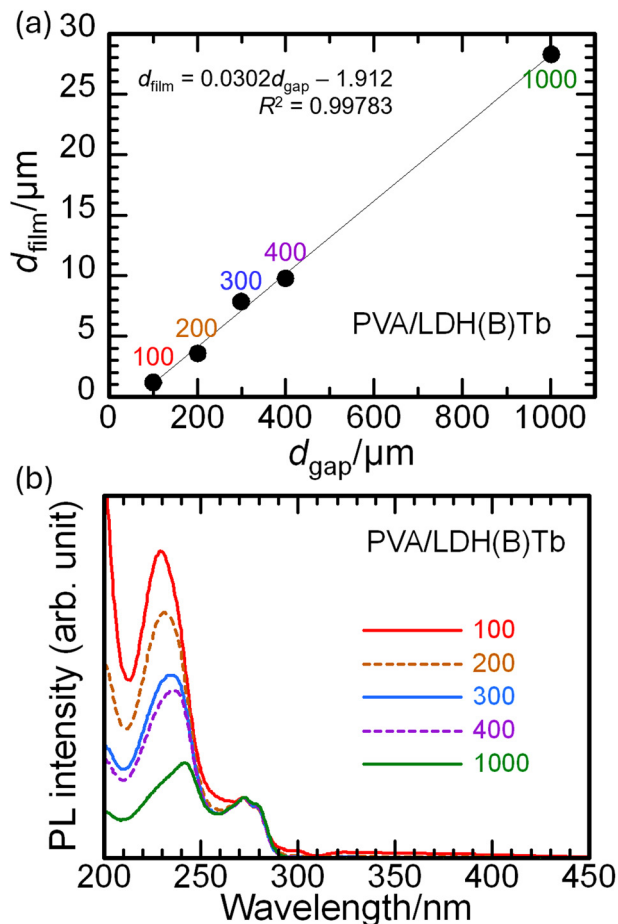 (a)
30
25
20
15
10
5
0
d_film/µm
d_film = 0.0302d_gap – 1.912
R² = 0.99783
100
200
300
400
1000
PVA/LDH(B)Tb
0 200 400 600 800 1000
d_gap/µm
(b)
PL intensity (arb. unit)
PVA/LDH(B)Tb
100
200
300
400
1000
200 250 300 350 400 450
Wavelength/nm